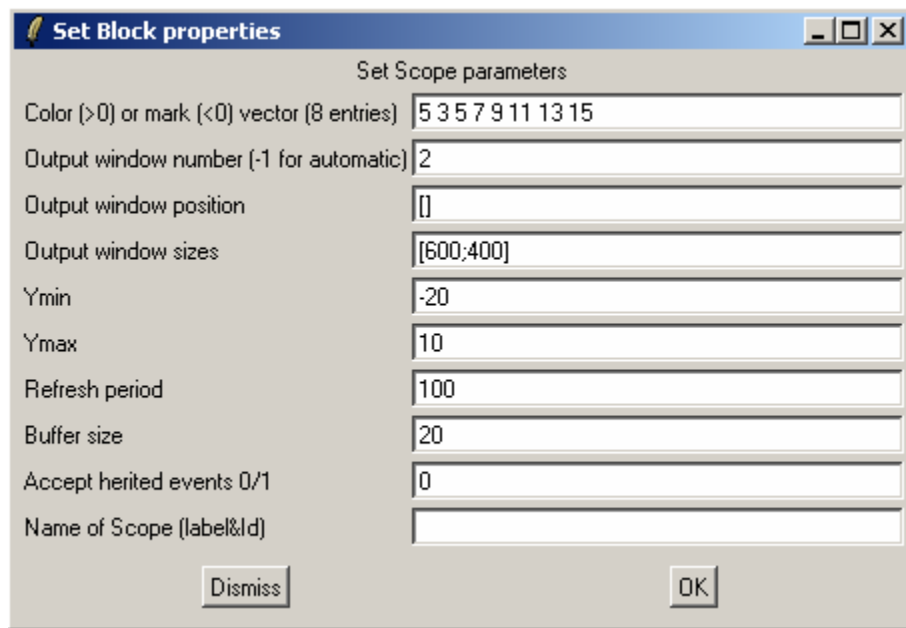 Set Block properties
Set Scope parameters
Color (>0) or mark (<0) vector (8 entries) 5 3 5 7 9 11 13 15
Output window number (-1 for automatic) 2
Output window position []
Output window sizes [600;400]
Ymin -20
Ymax 10
Refresh period 100
Buffer size 20
Accept herited events 0/1 0
Name of Scope (label&Id)
Dismiss OK